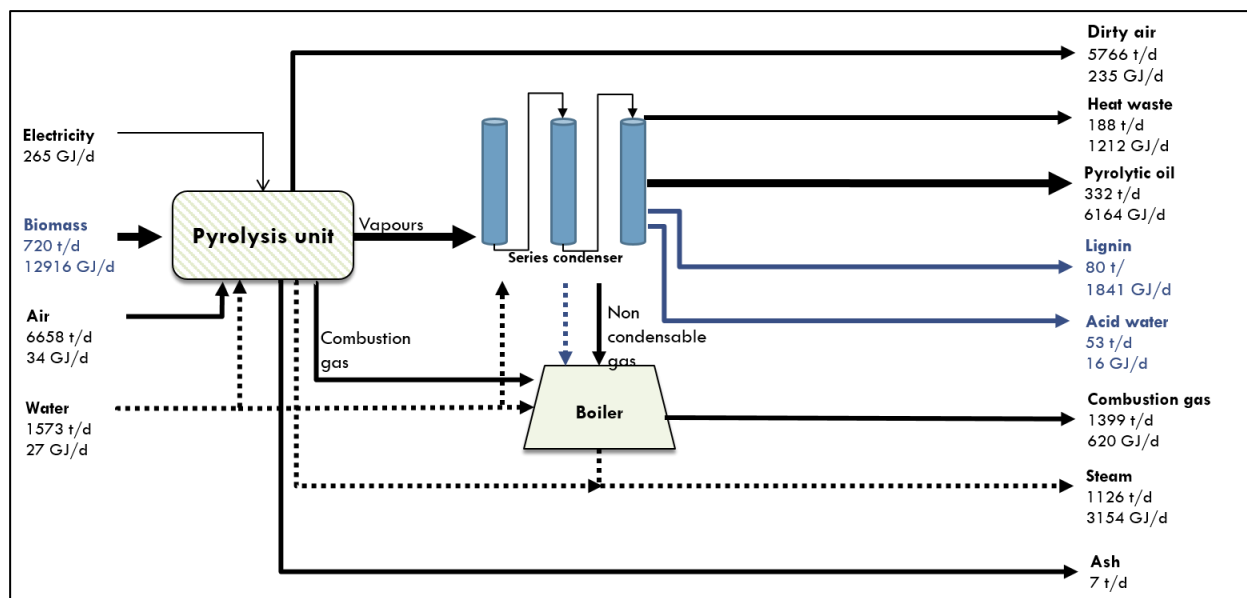 Electricity
265 GJ/d
Biomass
720 t/d
12916 GJ/d
Air
6658 t/d
34 GJ/d
Water
1573 t/d
27 GJ/d
Pyrolysis unit
Vapours
Combustion
gas
Series condenser
Non
condensable
gas
Boiler
Dirty air
5766 t/d
235 GJ/d
Heat waste
188 t/d
1212 GJ/d
Pyrolytic oil
332 t/d
6164 GJ/d
Lignin
80 t/
1841 GJ/d
Acid water
53 t/d
16 GJ/d
Combustion gas
1399 t/d
620 GJ/d
Steam
1126 t/d
3154 GJ/d
Ash
7 t/d